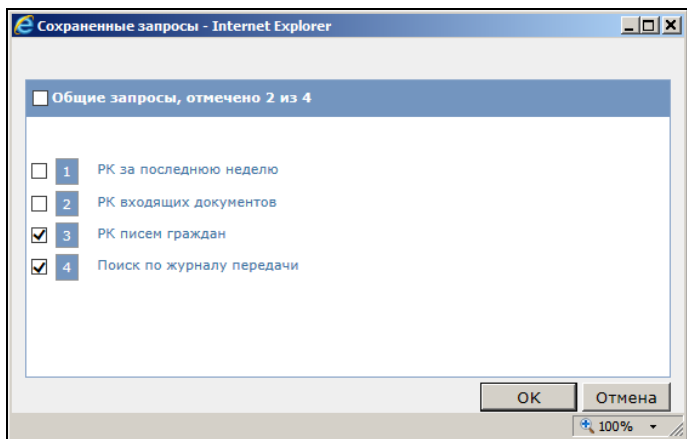 Сохраненные запросы - Internet Explorer
Общие запросы, отмечено 2 из 4
1 РК за последнюю неделю
2 РК входящих документов
3 РК писем граждан
4 Поиск по журналу передачи
OK Отмена
100%